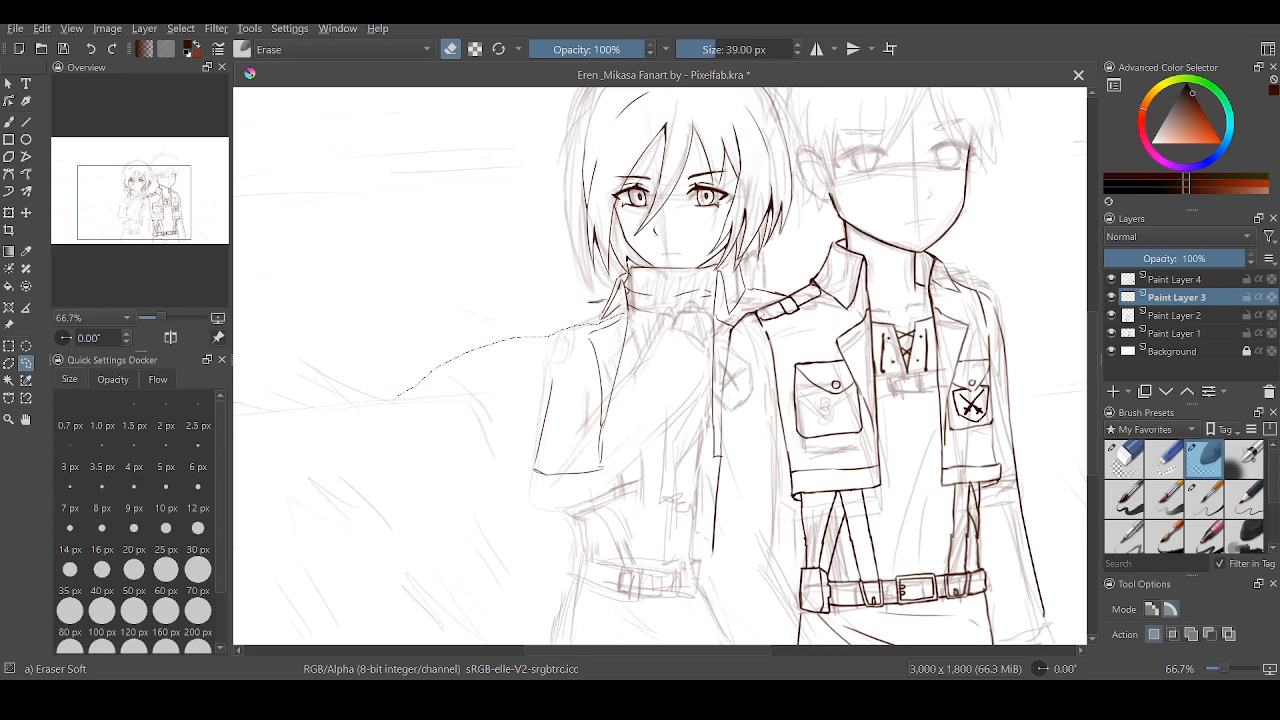 File Edit View Image Layer Select Filter Tools Settings Window Help
Erase Opacity: 100% Size: 39.00 px
Overview
Eren _Mikasa Fanart by - Pixelfab.kra *
Advanced Color Selector
Layers
Normal
Opacity: 100%
Paint Layer 4
Paint Layer 3
Paint Layer 2
Paint Layer 1
Background
66.7%
0.00°
Quick Settings Docker
Size Opacity Flow
0.7 px 1.0 px 1.5 px 2 px 2.5 px
3 px 3.5 px 4 px 5 px 6 px
7 px 8 px 9 px 10 px 12 px
14 px 16 px 20 px 25 px 30 px
35 px 40 px 50 px 60 px 70 px
80 px 100 px 120 px 160 px 200 px
Brush Presets
My Favorites Tag
Search Filter in Tag
Tool Options
Mode
Action
a) Eraser Soft RGB/Alpha (8-bit integer/channel) sRGB-elle-V2-srgbtrc.icc 3,000 x 1,800 (66.3 MiB) 0.00° 66.7%